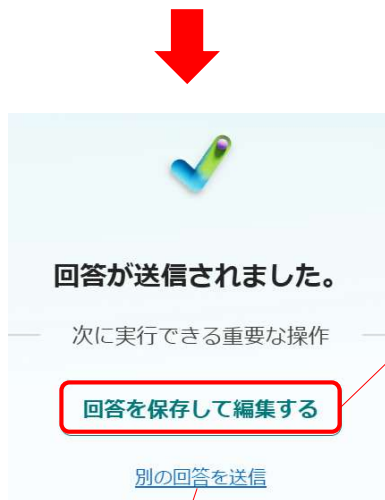 回答が送信されました。
次に実行できる重要な操作
回答を保存して編集する
別の回答を送信